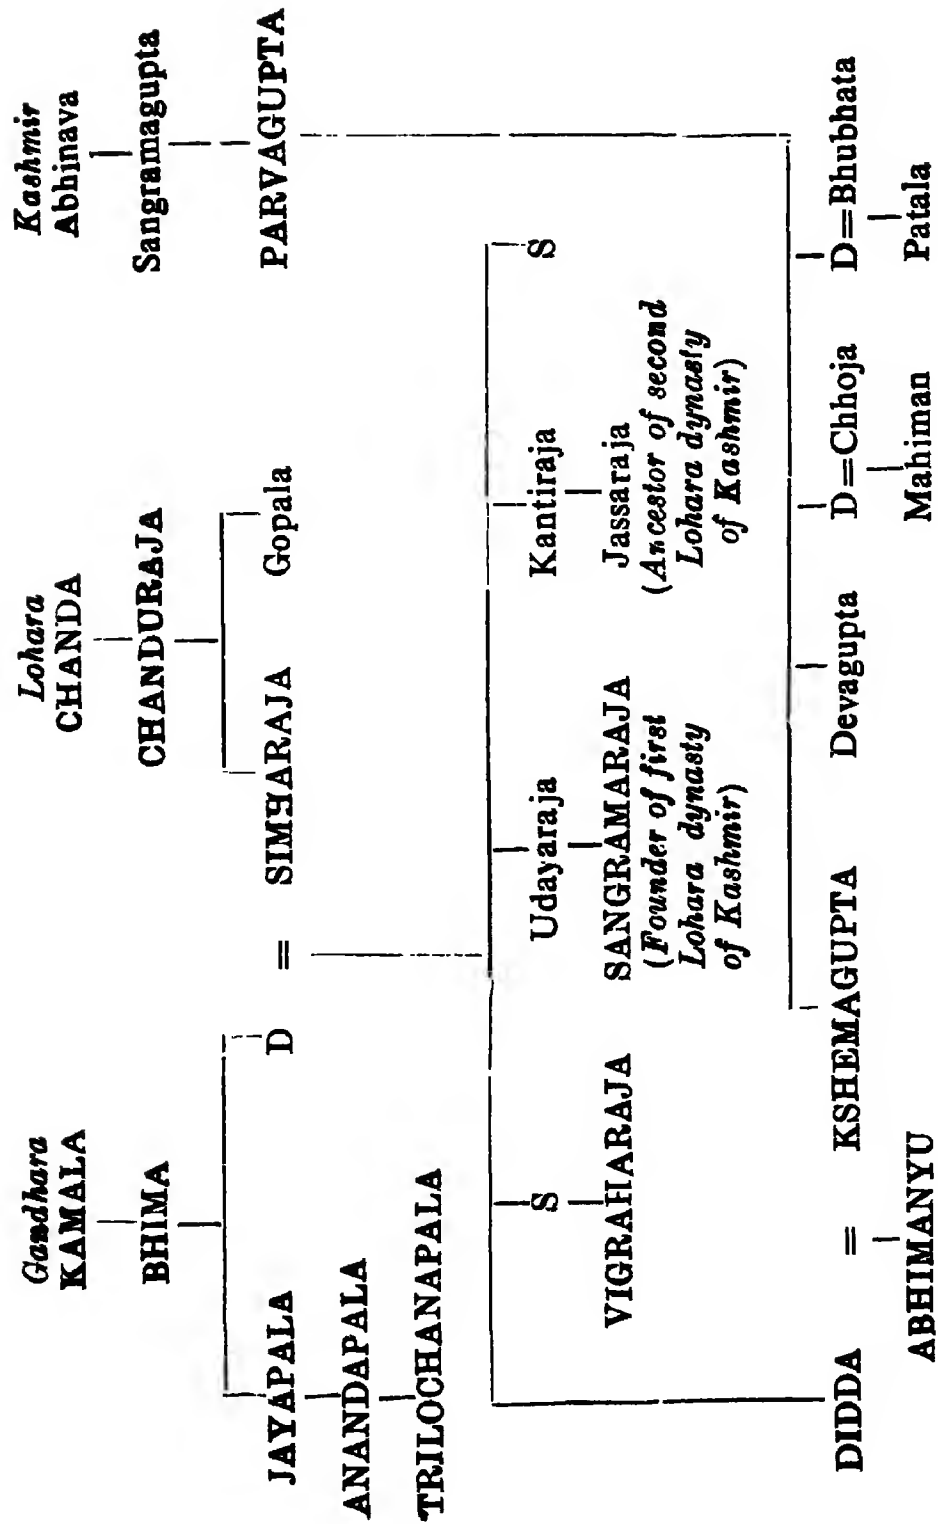 Gandhara
KAMALA
BHIMA
JAYAPALA
D
=
SIMHARAJA
ANANDAPALA
TRILOCHANAPALA
Lohara
CHANDA
CHANDURAJA
Gopala
Kashmir
Abhinava
Sangramagupta
PARVAGUPTA
S
Udayaraja
Kantiraja
S
VIGRAHARAJA
SANGRAMARAJA
(Founder of first
Lohara dynasty
of Kashmir)
Jassaraja
(Ancestor of second
Lohara dynasty
of Kashmir)
DIDDA
=
KSHEMAGUPTA
Devagupta
D=Chhoja
D=Bhubhata
ABHIMANYU
Mahiman
Patala